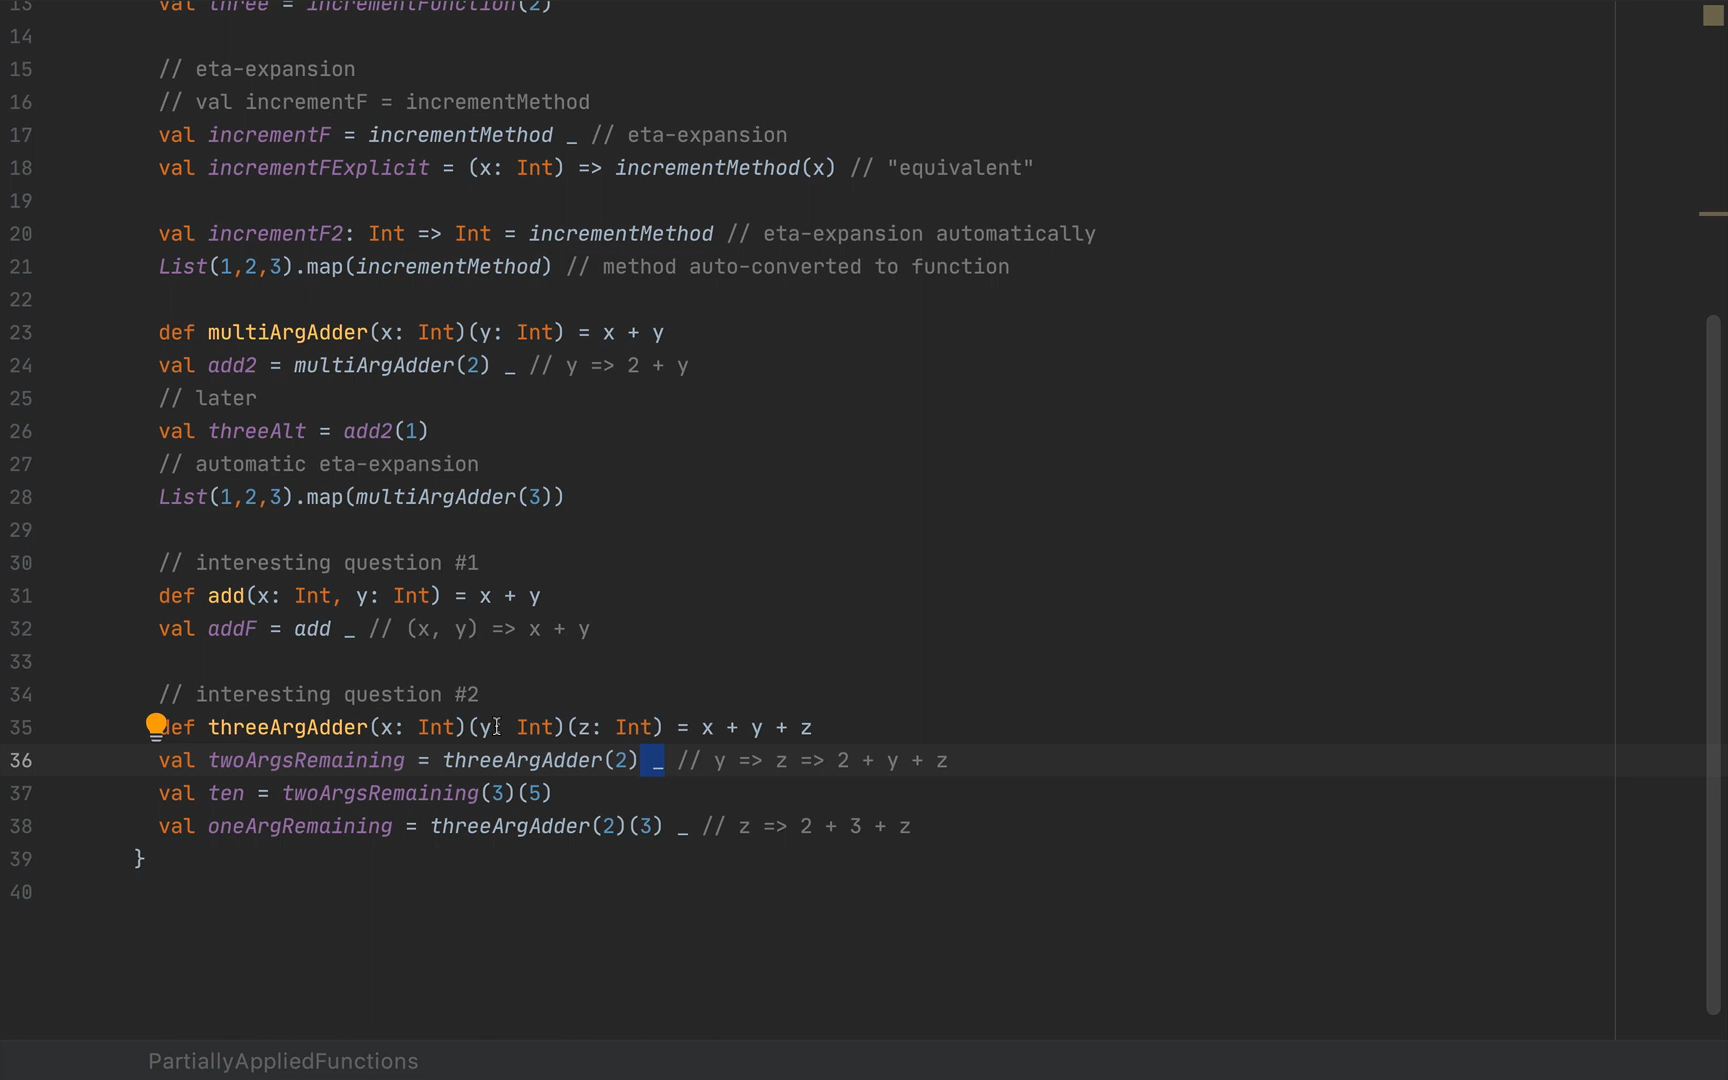 13 val three = incrementFunction(2)
14
15 // eta-expansion
16 // val incrementF = incrementMethod
17 val incrementF = incrementMethod _ // eta-expansion
18 val incrementFExplicit = (x: Int) => incrementMethod(x) // "equivalent"
19
20 val incrementF2: Int => Int = incrementMethod // eta-expansion automatically
21 List(1,2,3).map(incrementMethod) // method auto-converted to function
22
23 def multiArgAdder(x: Int)(y: Int) = x + y
24 val add2 = multiArgAdder(2) _ // y => 2 + y
25 // later
26 val threeAlt = add2(1)
27 // automatic eta-expansion
28 List(1,2,3).map(multiArgAdder(3))
29
30 // interesting question #1
31 def add(x: Int, y: Int) = x + y
32 val addF = add _ // (x, y) => x + y
33
34 // interesting question #2
35 def threeArgAdder(x: Int)(y: Int)(z: Int) = x + y + z
36 val twoArgsRemaining = threeArgAdder(2) _ // y => z => 2 + y + z
37 val ten = twoArgsRemaining(3)(5)
38 val oneArgRemaining = threeArgAdder(2)(3) _ // z => 2 + 3 + z
39 }
40
PartiallyAppliedFunctions